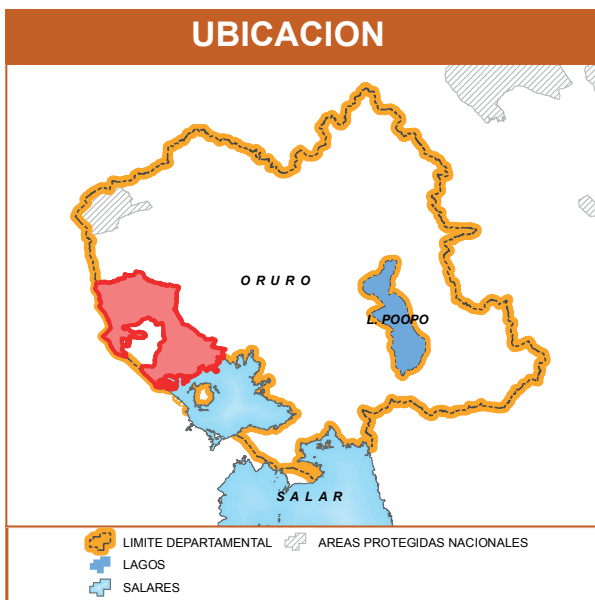 UBICACION
ORURO
L. POOPO
SALAR
LIMITE DEPARTAMENTAL
AREAS PROTEGIDAS NACIONALES
LAGOS
SALARES